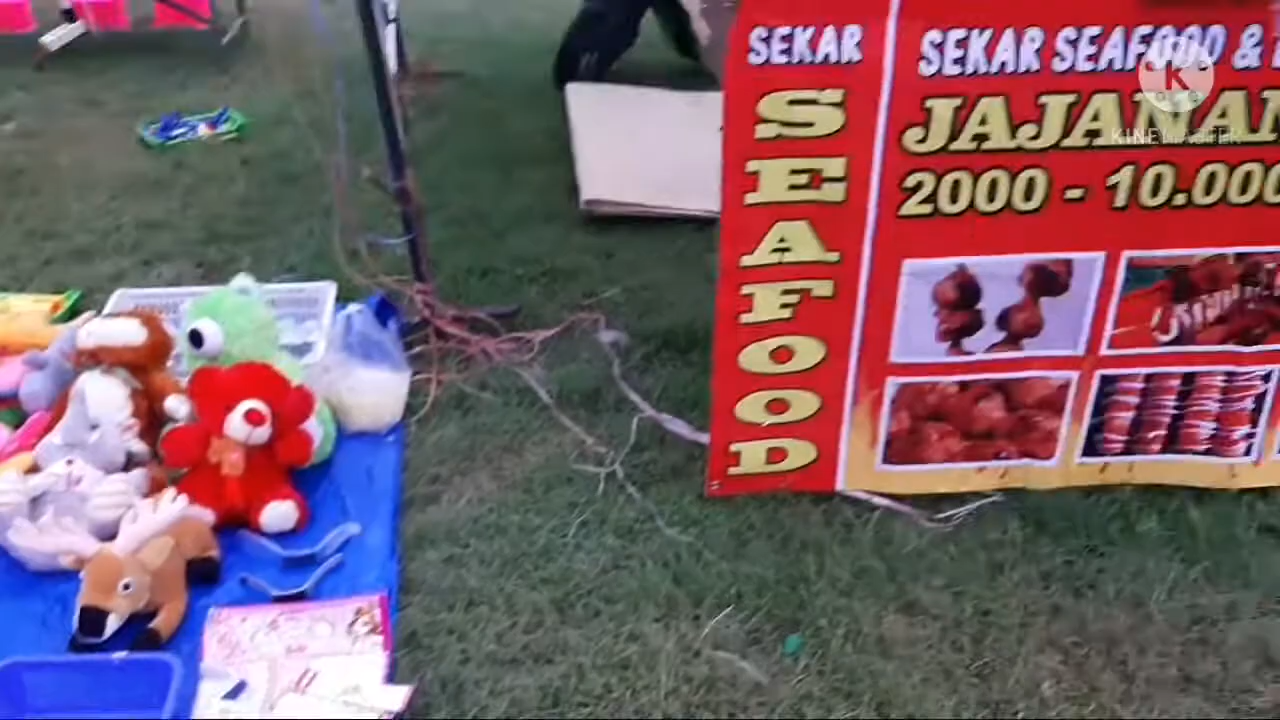 SEKAR
SEAFOOD
SEKAR SEAFOOD &
JAJANAN
2000 - 10.000
KINEMASTER